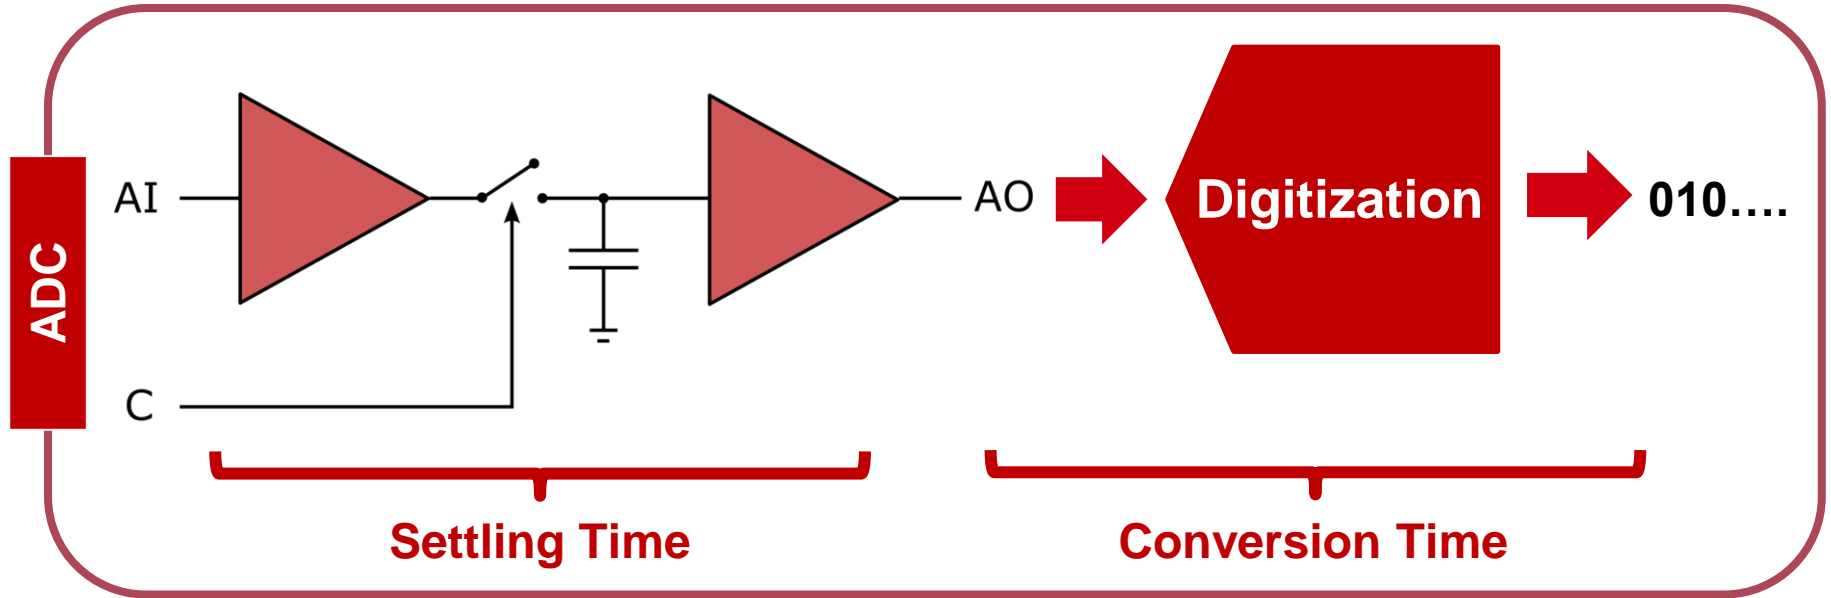 ADC
AI
AO
Digitization
010....
C
Settling Time
Conversion Time